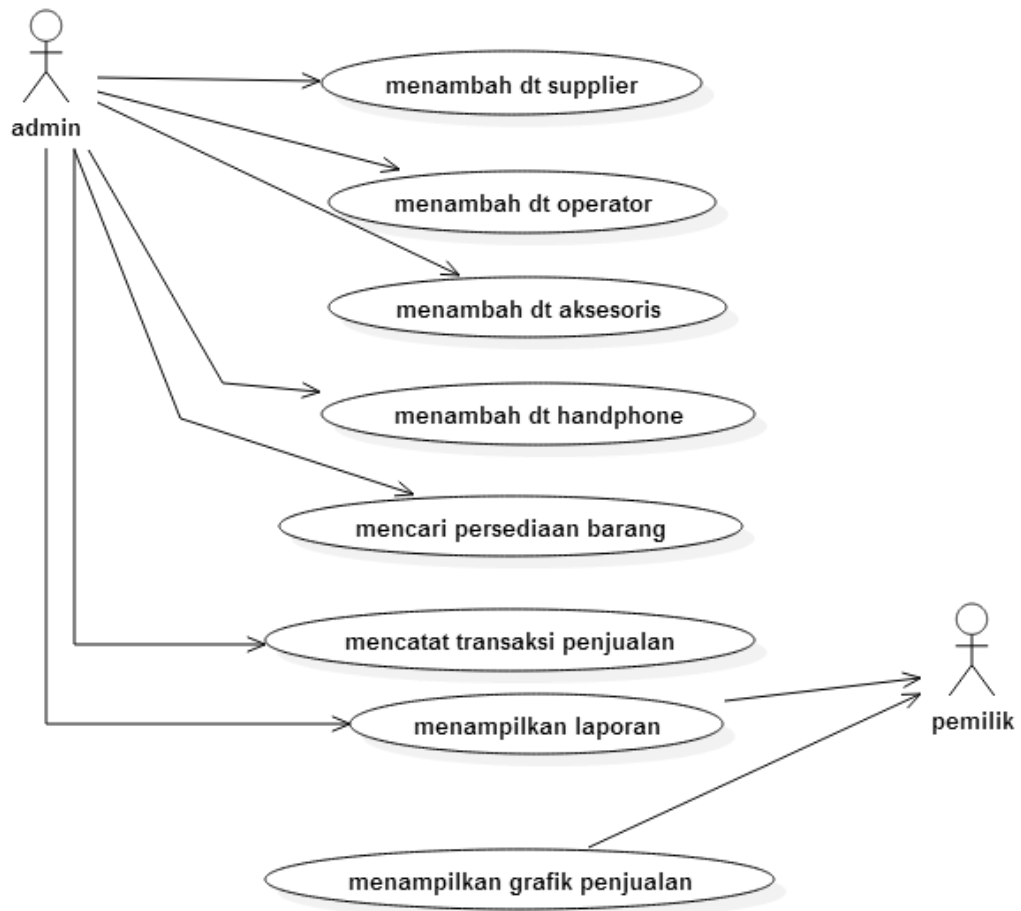 admin
menambah dt supplier
menambah dt operator
menambah dt aksesoris
menambah dt handphone
mencari persediaan barang
mencatat transaksi penjualan
menampilkan laporan
pemilik
menampilkan grafik penjualan